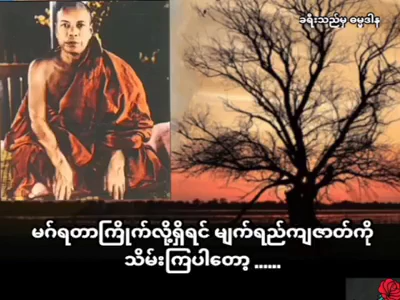 ခရီးသည်မှ ဓမ္မဒါန
မဂ်ရတာကြိုက်လို့ရှိရင် မျက်ရည်ကျဇာတ်ကို
သိမ်းကြပါတော့ ......